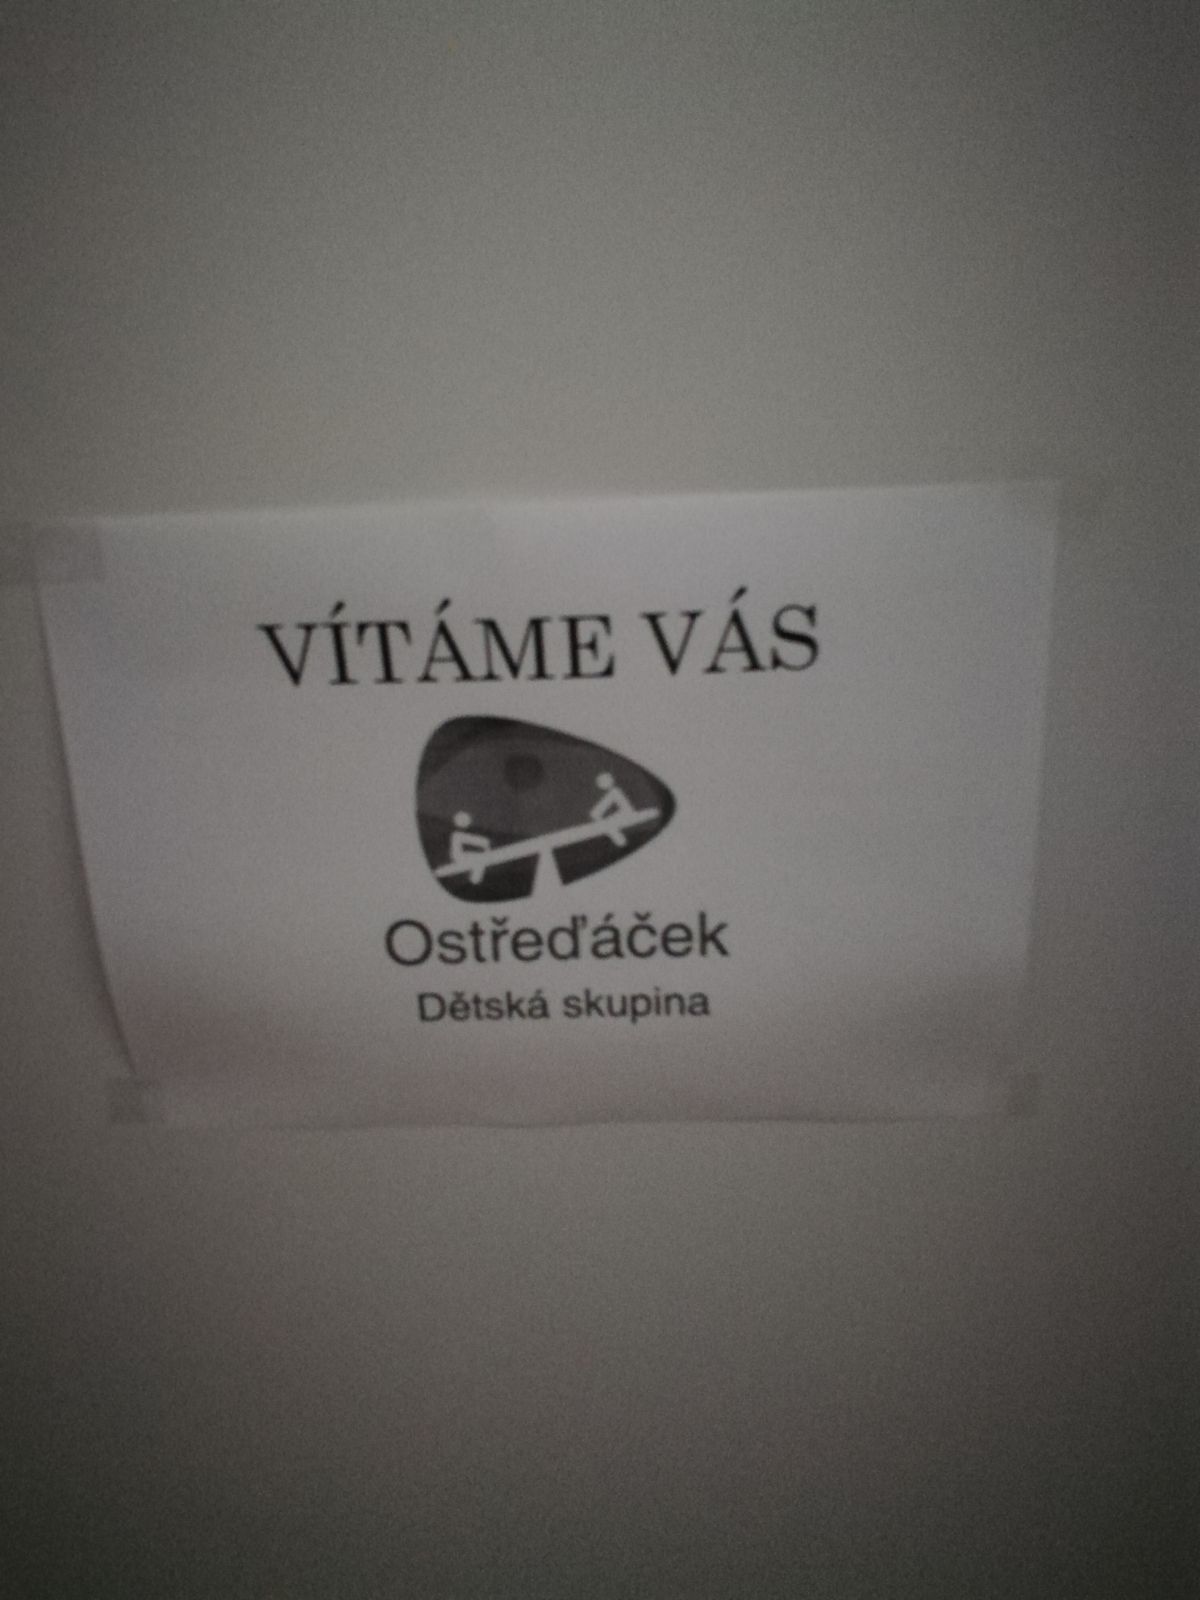 VÍTÁME VÁS
Ostřeďáček
Dětská skupina